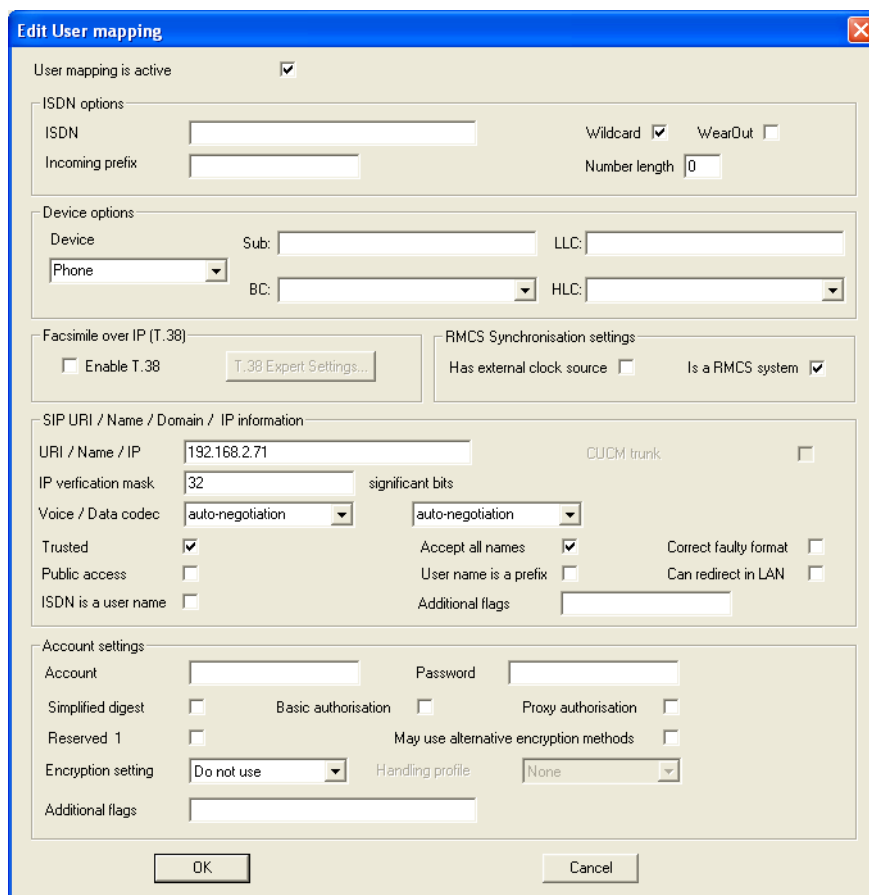 Edit User mapping
User mapping is active
ISDN options
ISDN Wildcard WearOut
Incoming prefix Number length 0
Device options
Device Sub: LLC:
Phone
BC: HLC:
Facsimile over IP (T.38) RMCS Synchronisation settings
Enable T.38 T.38 Expert Settings... Has external clock source Is a RMCS system
SIP URI / Name / Domain / IP information
URI / Name / IP 192.168.2.71 CUCM trunk
IP verfication mask 32 significant bits
Voice / Data codec auto-negotiation auto-negotiation
Trusted Accept all names Correct faulty format
Public access User name is a prefix Can redirect in LAN
ISDN is a user name Additional flags
Account settings
Account Password
Simplified digest Basic authorisation Proxy authorisation
Reserved 1 May use alternative encryption methods
Encryption setting Do not use Handling profile None
Additional flags
OK Cancel